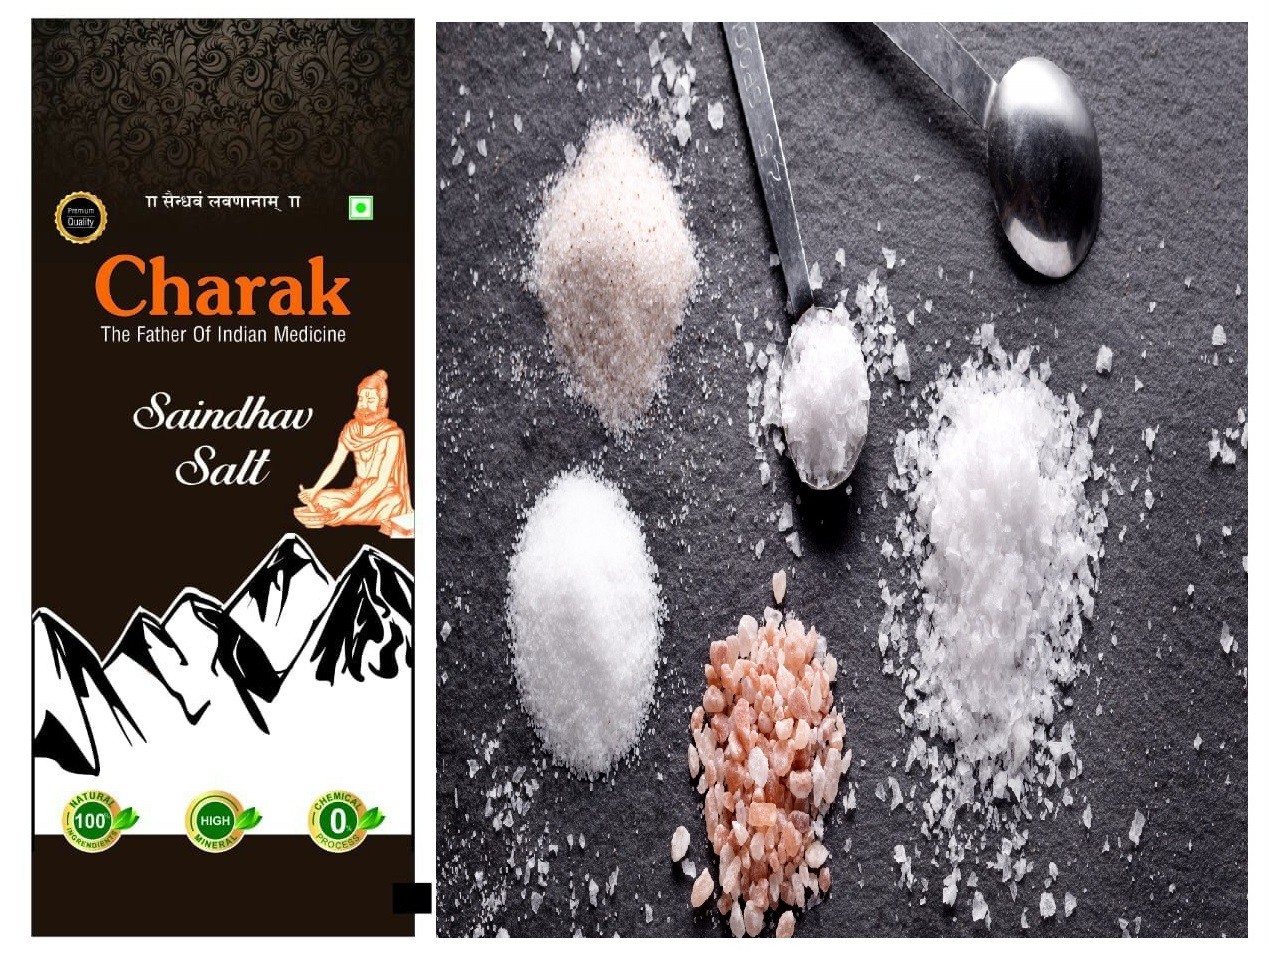 ॥ सैन्धवं लवणानाम् ॥
Premium
Quality
Charak
The Father Of Indian Medicine
Saindhav
Salt
NATURAL
100%
INGRENDIENTS
HIGH
MINERAL
CHEMICAL
0%
PROCESS